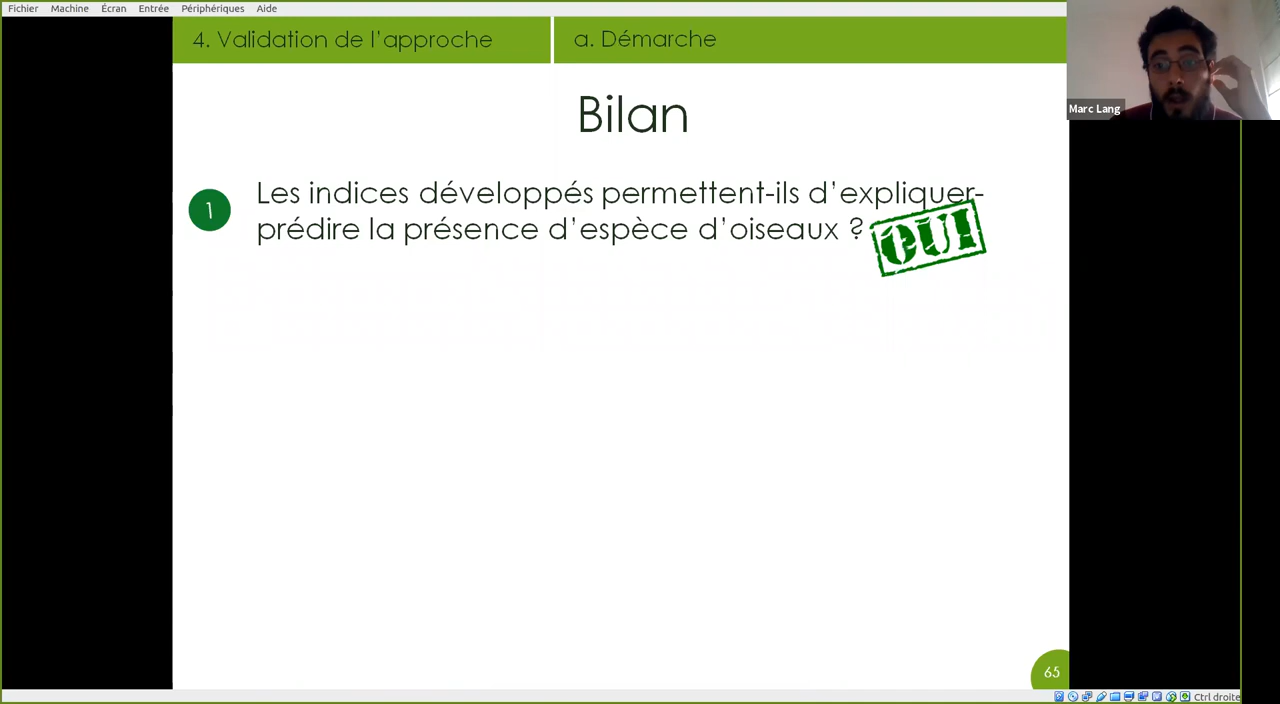 Fichier Machine Écran Entrée Périphériques Aide
4. Validation de l’approche
a. Démarche
Marc Lang
Bilan
1
Les indices développés permettent-ils d’expliquer-
prédire la présence d’espèce d’oiseaux ?
OUI
65
Ctrl droite